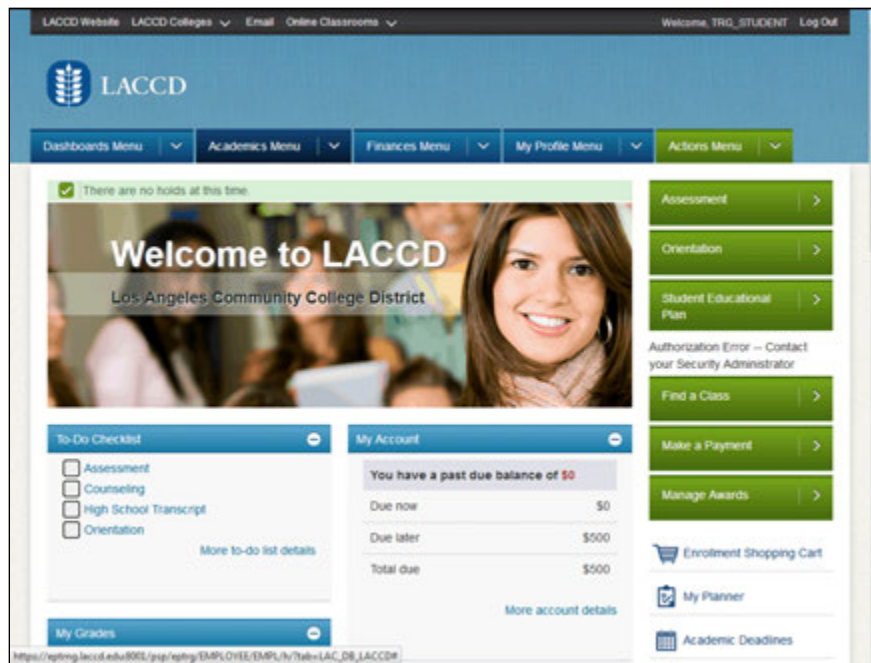 LACCD Website LACCD Colleges Email Online Classrooms Welcome, TRG_STUDENT Log Out
LACCD
Dashboards Menu Academics Menu Finances Menu My Profile Menu Actions Menu
There are no holds at this time.
Welcome to LACCD
Los Angeles Community College District
Assessment
Orientation
Student Educational
Plan
Authorization Error -- Contact
your Security Administrator
Find a Class
Make a Payment
Manage Awards
Enrollment Shopping Cart
My Planner
Academic Deadlines
To-Do Checklist
Assessment
Counseling
High School Transcript
Orientation
More to-do list details
My Account
You have a past due balance of $0
Due now $0
Due later $500
Total due $500
More account details
My Grades
https://eptrng.laccd.edu:8001/psp/eptrg/EMPLOYEE/EMPL/h/?tab=LAC_DB_LACCD#